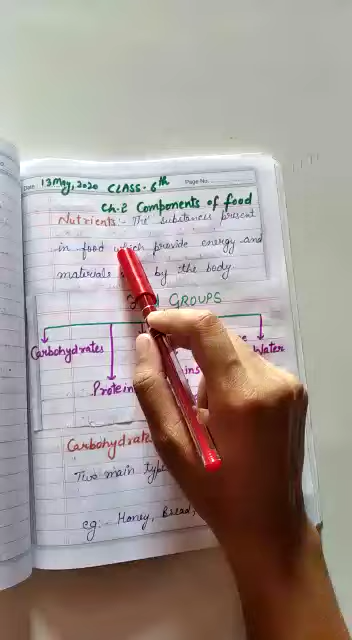 Date 13 May, 2020 CLASS - 6th Page No.
Ch-2 Components of food
Nutrients :- The substances present
in food which provide energy and
materials by the body
GROUPS
Carbohydrates
Water
Protein
Carbohydrates
Two main type
eg:- Honey, Bread,